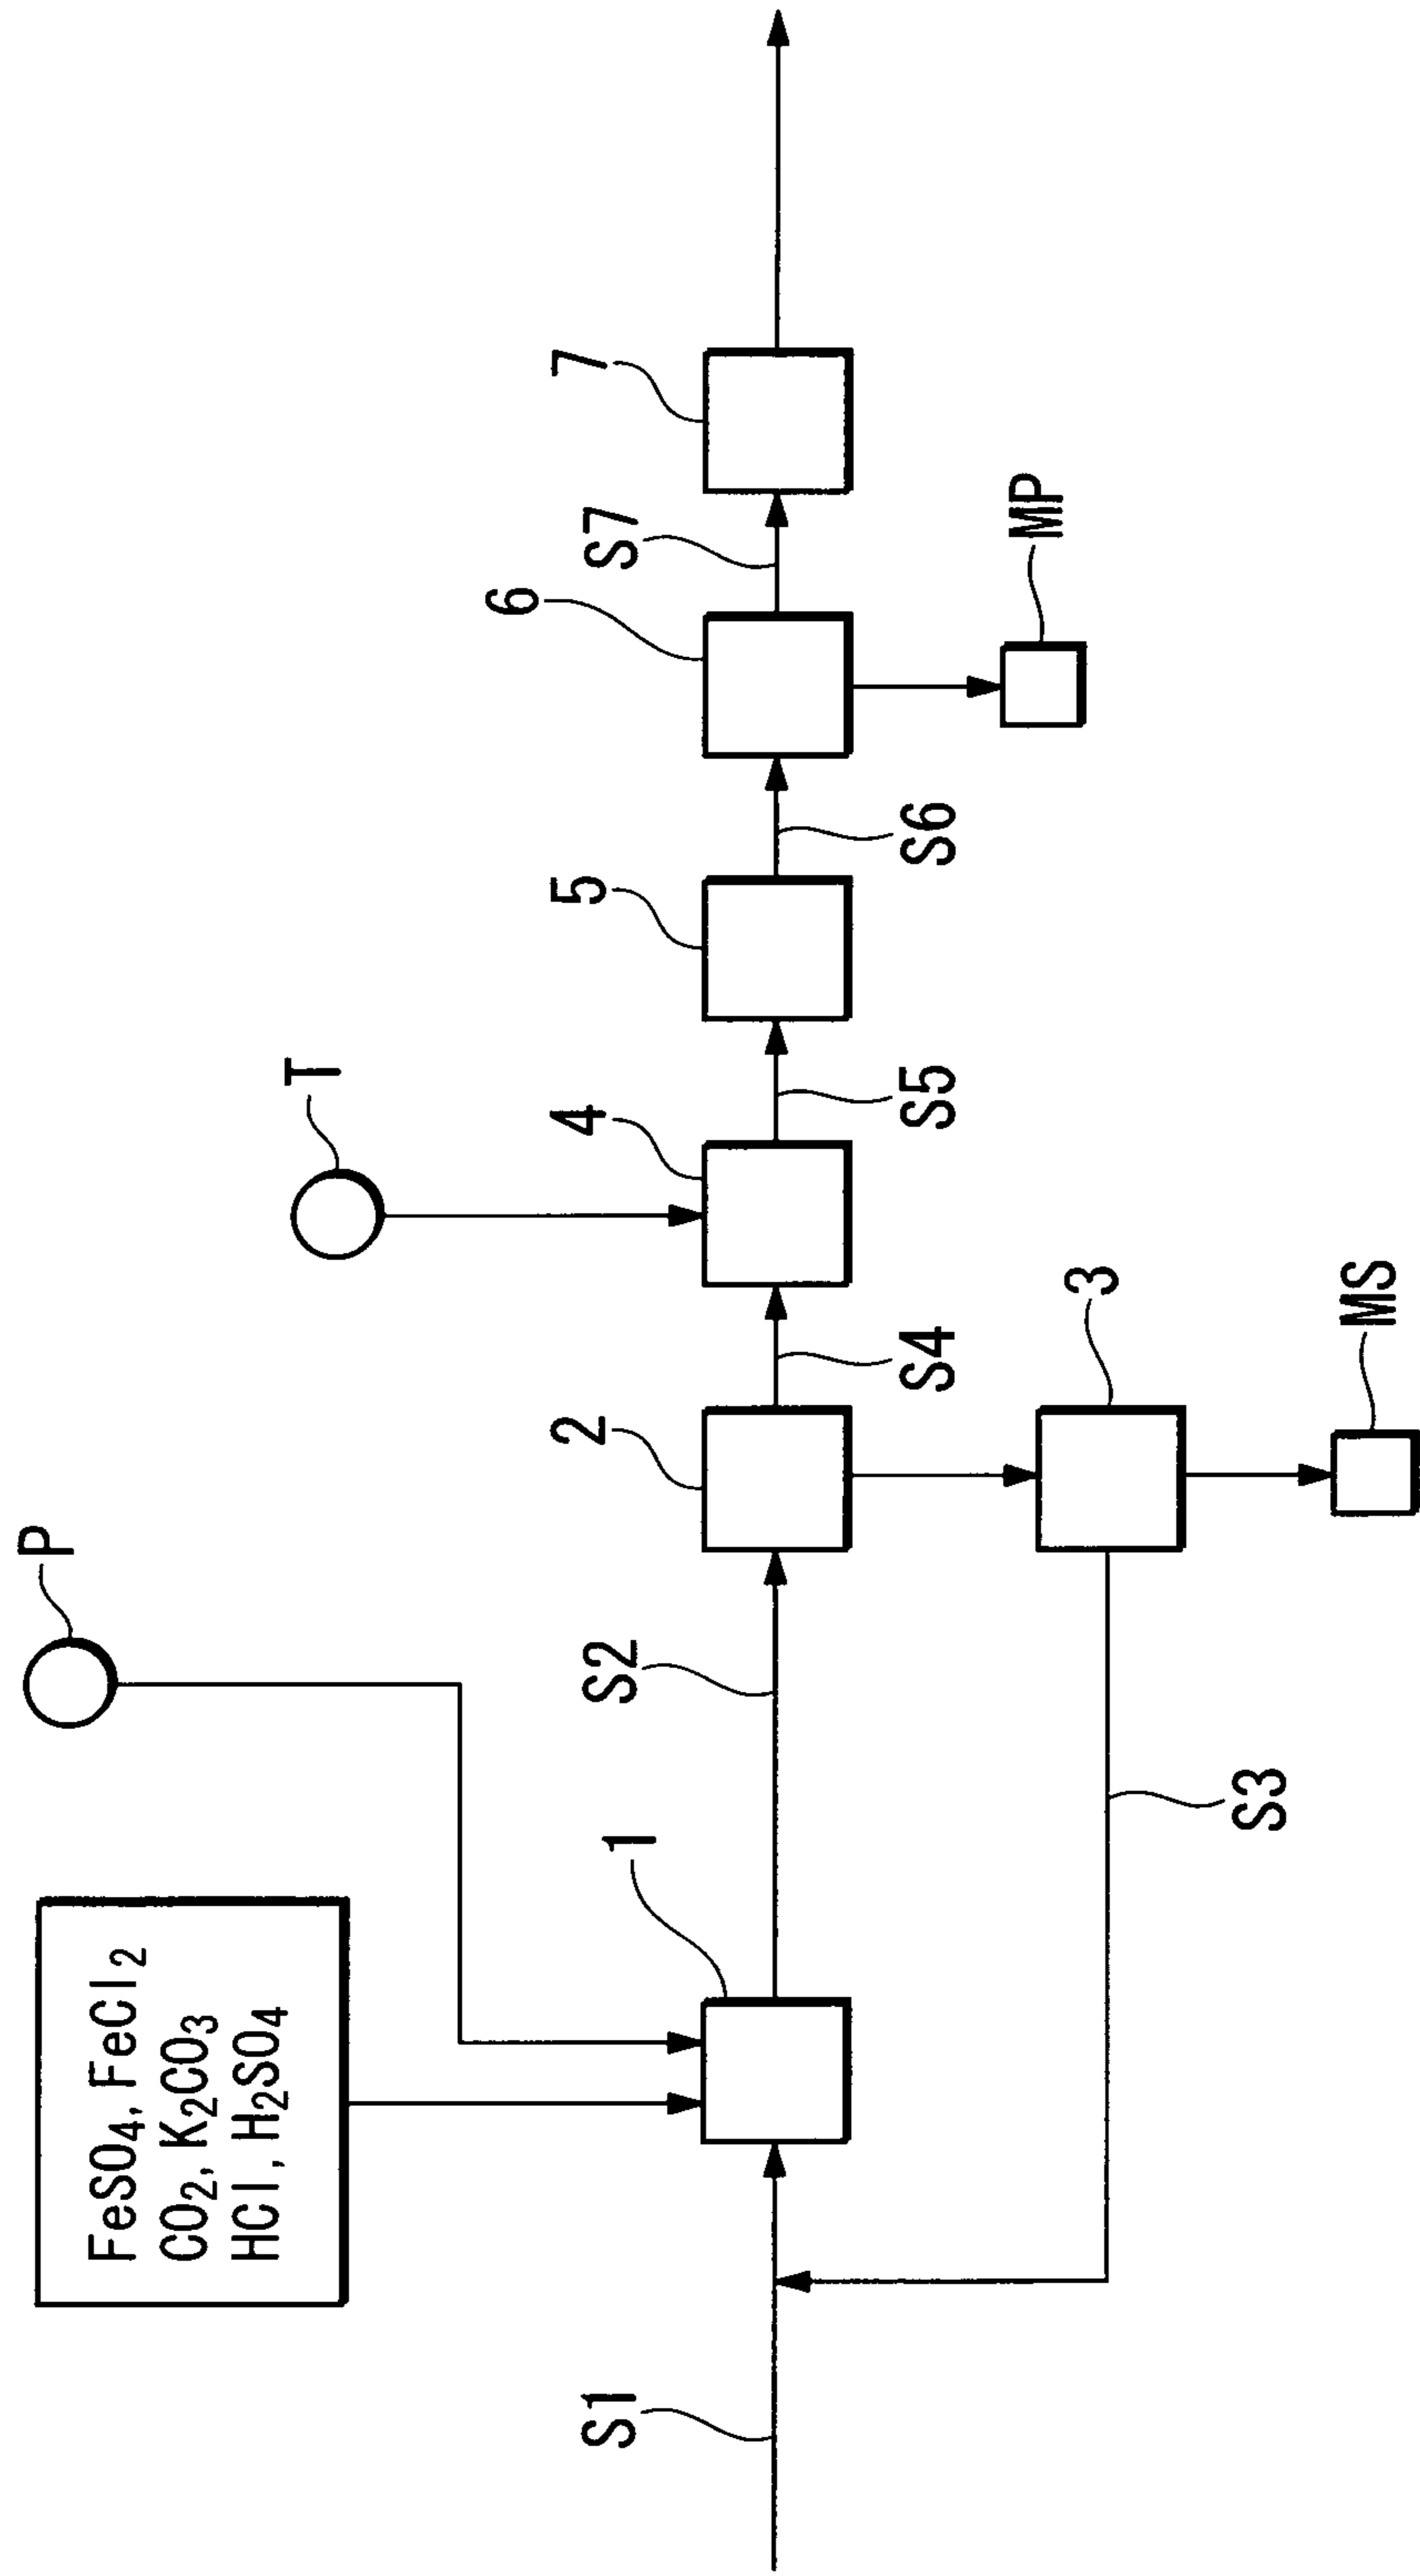 FeSO4, FeCl2
CO2, K2CO3
HCl, H2SO4
P
T
S1
1
S2
2
S4
4
S5
5
S6
6
S7
7
S3
3
MS
MP